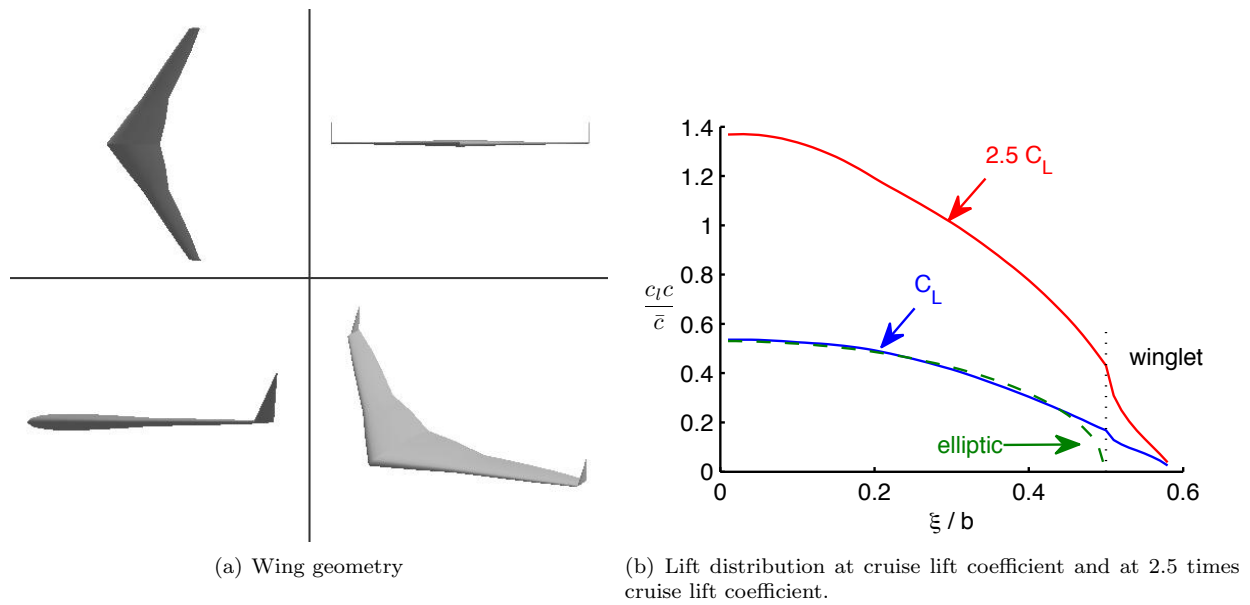 1.4
1.2
1
0.8
0.6
0.4
0.2
0
c_l c
c̄
2.5 C_L
C_L
winglet
elliptic
0 0.2 0.4 0.6
ξ / b
(a) Wing geometry
(b) Lift distribution at cruise lift coefficient and at 2.5 times
cruise lift coefficient.